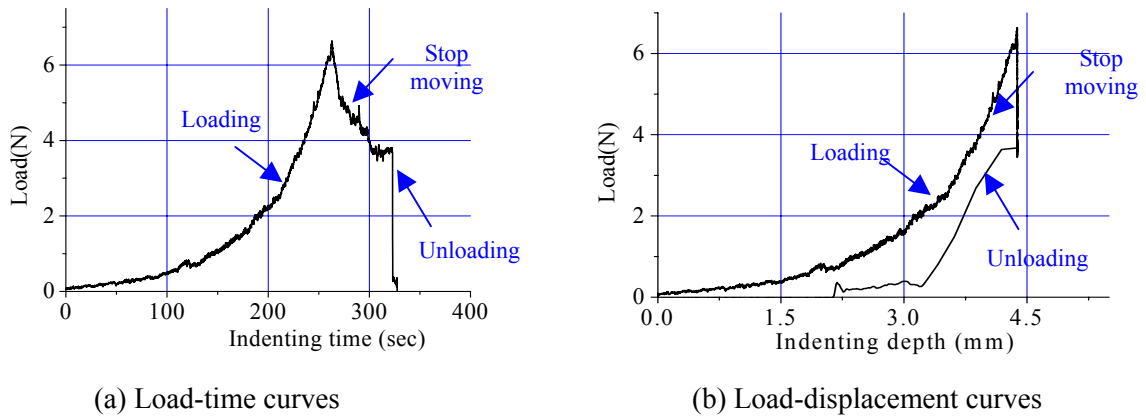 Load(N)
6
4
2
0
Loading
Stop
moving
Unloading
0
100
200
300
400
Indenting time (sec)
(a) Load-time curves
Load(N)
6
4
2
0
Loading
Stop
moving
Unloading
0.0
1.5
3.0
4.5
Indenting depth (mm)
(b) Load-displacement curves